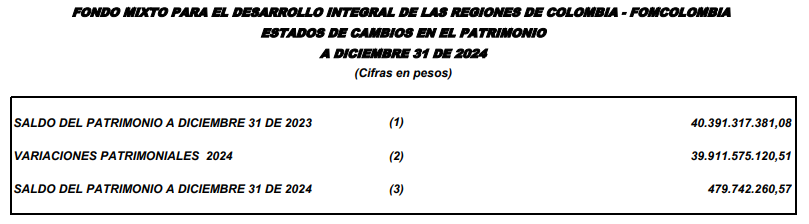 FONDO MIXTO PARA EL DESARROLLO INTEGRAL DE LAS REGIONES DE COLOMBIA - FOMCOLOMBIA
ESTADOS DE CAMBIOS EN EL PATRIMONIO
A DICIEMBRE 31 DE 2024
(Cifras en pesos)
SALDO DEL PATRIMONIO A DICIEMBRE 31 DE 2023 (1) 40.391.317.381,08
VARIACIONES PATRIMONIALES 2024 (2) 39.911.575.120,51
SALDO DEL PATRIMONIO A DICIEMBRE 31 DE 2024 (3) 479.742.260,57